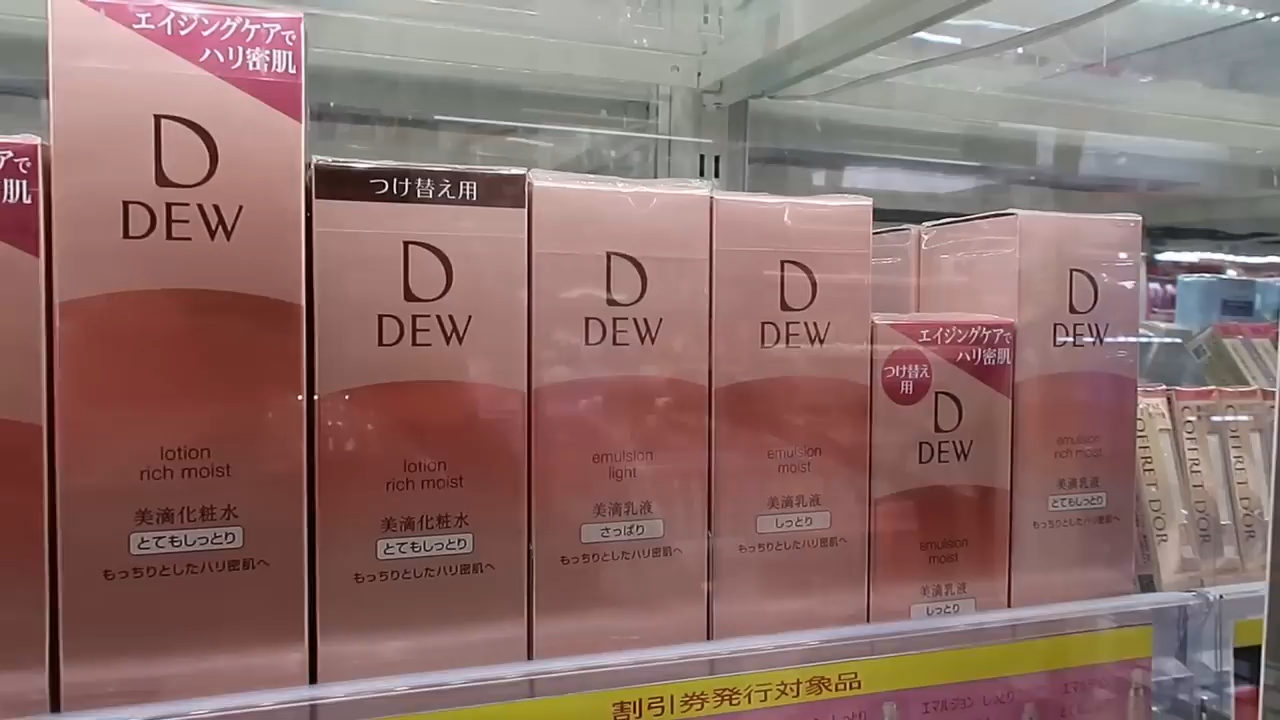 アで
肌
エイジングケアで
ハリ密肌
D
DEW
lotion
rich moist
美滴化粧水
とてもしっとり
もっちりとしたハリ密肌へ
つけ替え用
D
DEW
lotion
rich moist
美滴化粧水
とてもしっとり
もっちりとしたハリ密肌へ
D
DEW
emulsion
light
美滴乳液
さっぱり
もっちりとしたハリ密肌へ
D
DEW
emulsion
moist
美滴乳液
しっとり
もっちりとしたハリ密肌へ
エイジングケアで
ハリ密肌
つけ替え
用
D
DEW
emulsion
moist
美滴乳液
しっとり
D
DEW
emulsion
rich moist
美滴乳液
とてもしっとり
もっちりとしたハリ密肌へ
COFFRET D'OR
COFFRET D'OR
COFFRET D'OR
割引券発行対象品
エマルジョン しっとり